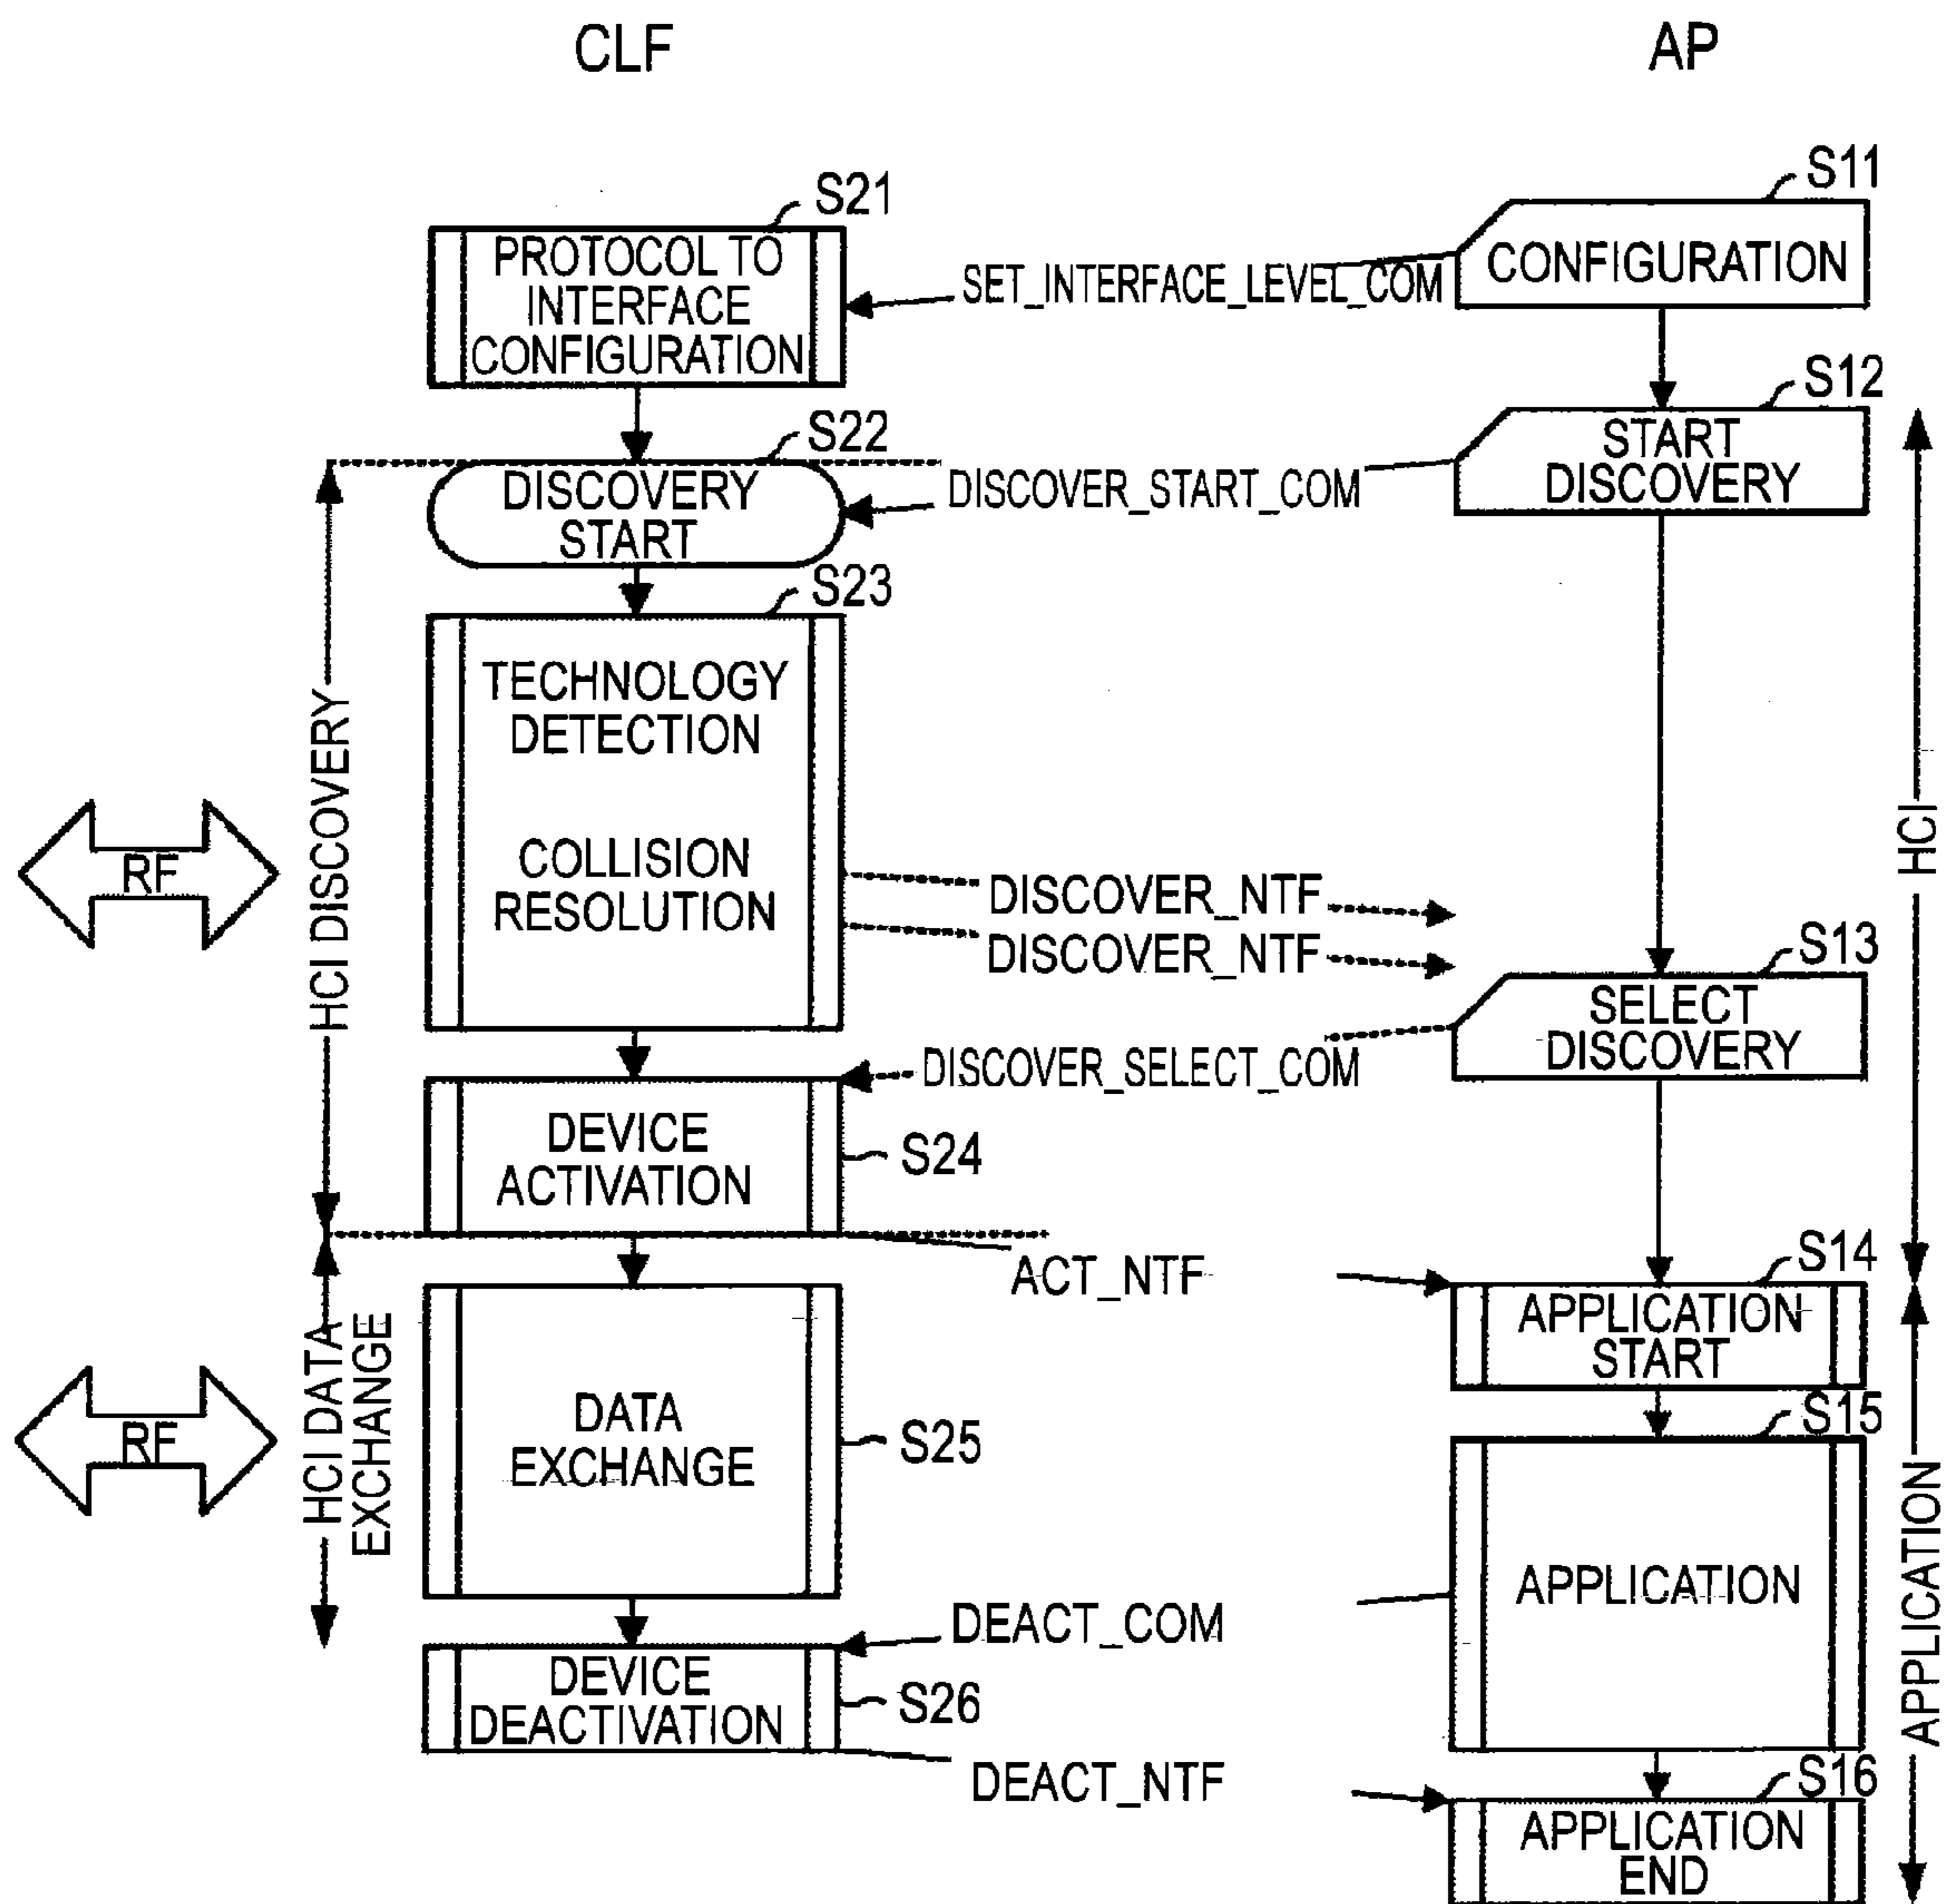 CLF
AP
S11
S21
PROTOCOL TO
INTERFACE
CONFIGURATION
SET_INTERFACE_LEVEL_COM
CONFIGURATION
S12
S22
DISCOVERY
START
DISCOVER_START_COM
START
DISCOVERY
S23
TECHNOLOGY
DETECTION
COLLISION
RESOLUTION
HCI DISCOVERY
RF
HCI
DISCOVER_NTF
DISCOVER_NTF
S13
SELECT
DISCOVERY
DISCOVER_SELECT_COM
DEVICE
ACTIVATION
S24
ACT_NTF
S14
APPLICATION
START
HCI DATA
EXCHANGE
RF
DATA
EXCHANGE
S25
S15
APPLICATION
APPLICATION
DEACT_COM
DEVICE
DEACTIVATION
S26
DEACT_NTF
S16
APPLICATION
END